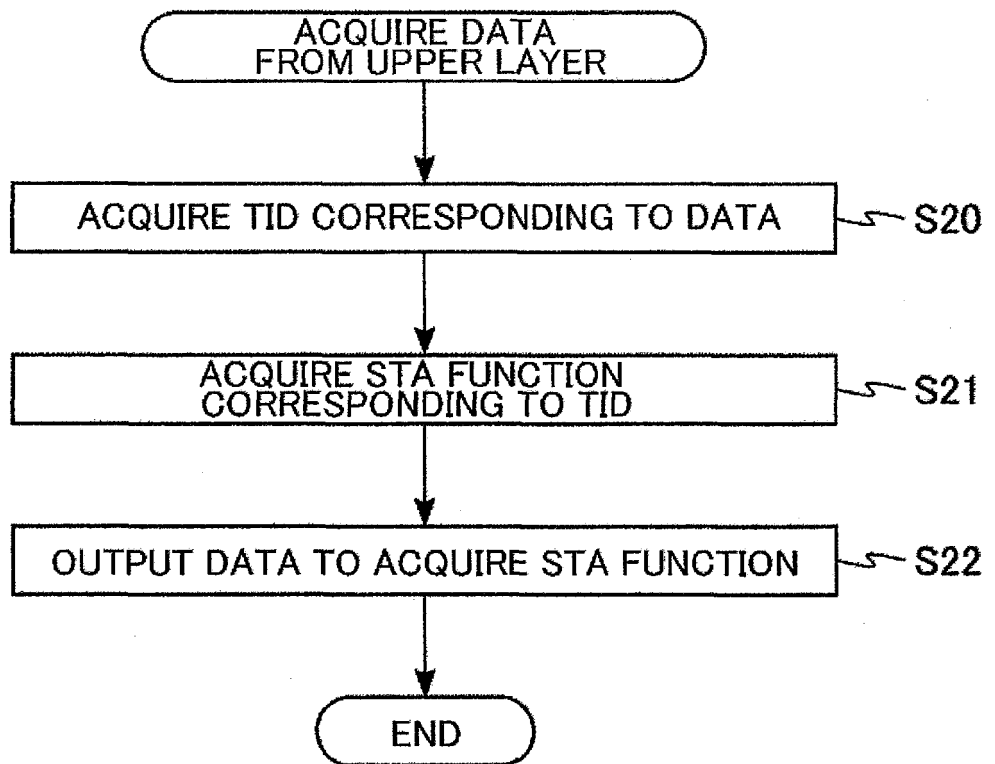 ACQUIRE DATA
FROM UPPER LAYER
ACQUIRE TID CORRESPONDING TO DATA
S20
ACQUIRE STA FUNCTION
CORRESPONDING TO TID
S21
OUTPUT DATA TO ACQUIRE STA FUNCTION
S22
END